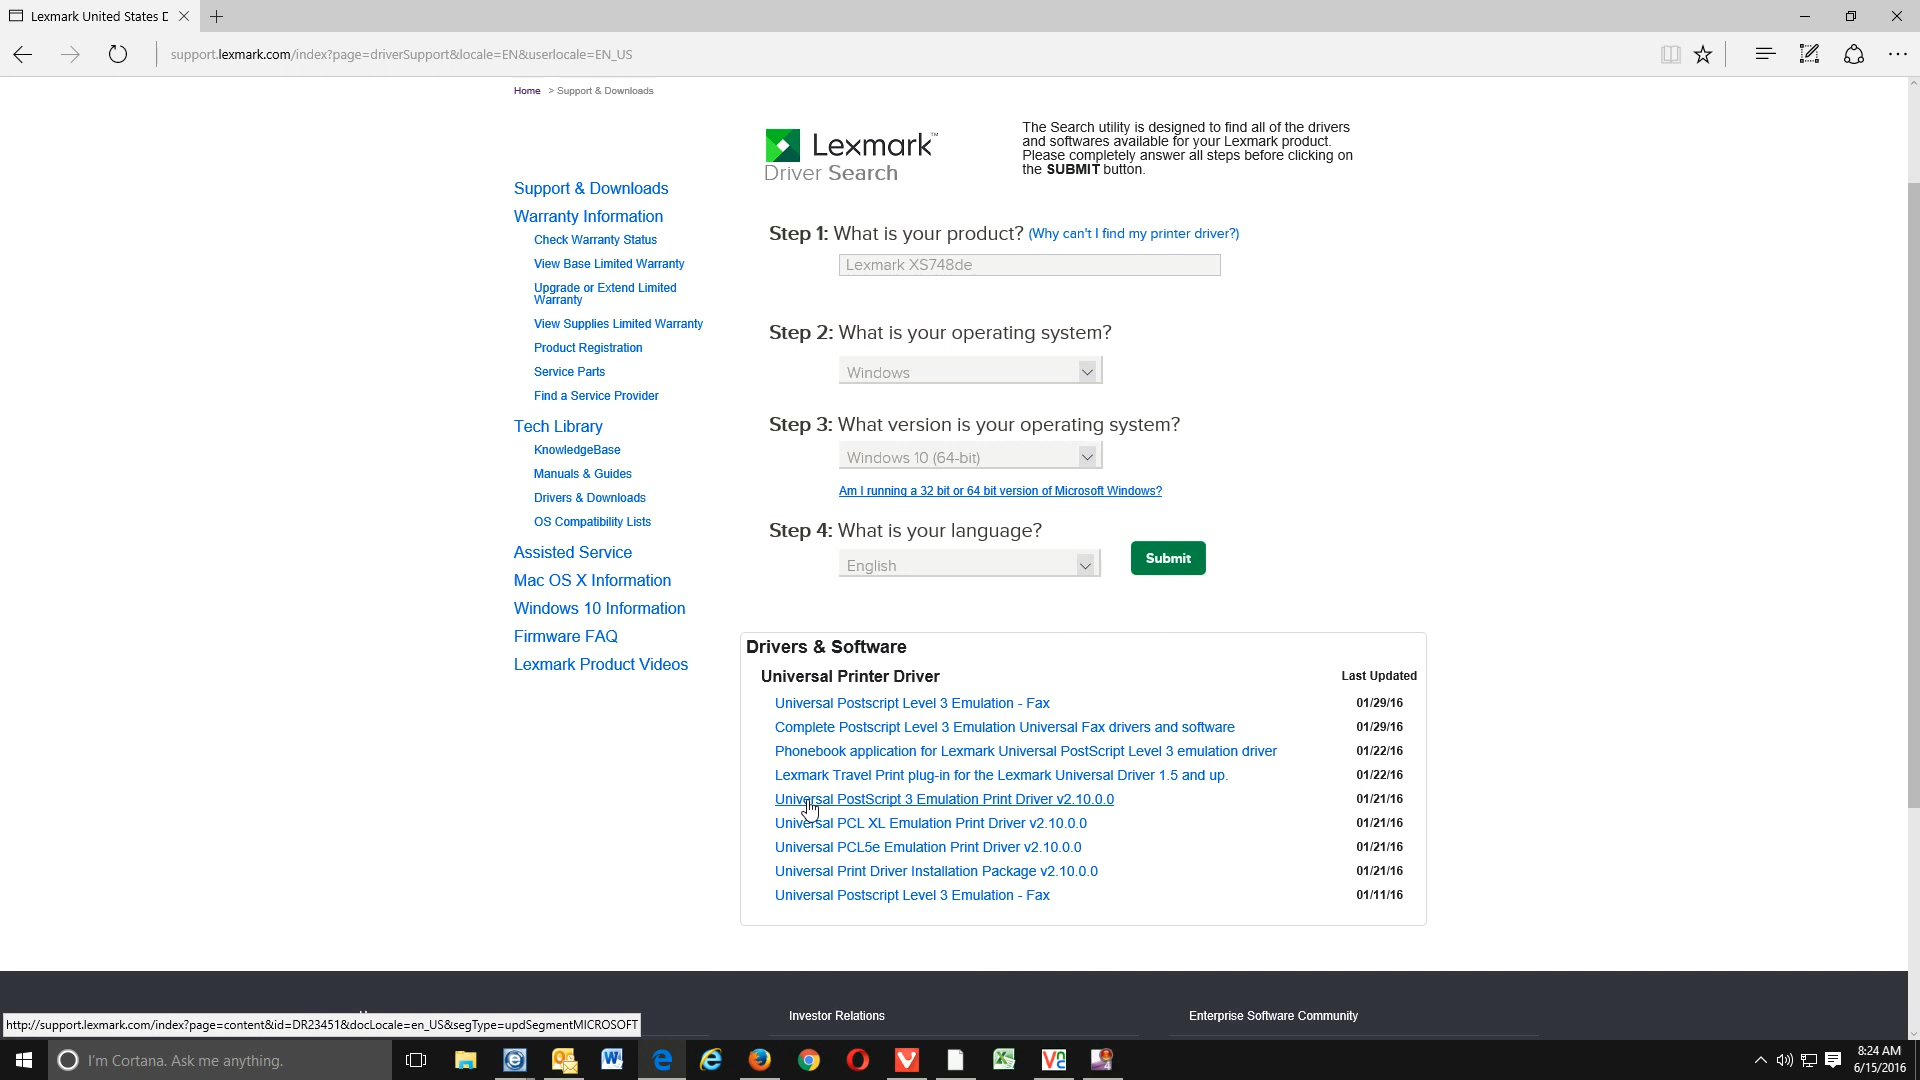 Lexmark United States D
support.lexmark.com/index?page=driverSupport&locale=EN&userlocale=EN_US
Home > Support & Downloads
Lexmark™
Driver Search
The Search utility is designed to find all of the drivers
and softwares available for your Lexmark product.
Please completely answer all steps before clicking on
the SUBMIT button.
Support & Downloads
Warranty Information
Check Warranty Status
View Base Limited Warranty
Upgrade or Extend Limited
Warranty
View Supplies Limited Warranty
Product Registration
Service Parts
Find a Service Provider
Tech Library
KnowledgeBase
Manuals & Guides
Drivers & Downloads
OS Compatibility Lists
Assisted Service
Mac OS X Information
Windows 10 Information
Firmware FAQ
Lexmark Product Videos
Step 1: What is your product? (Why can't I find my printer driver?)
Lexmark XS748de
Step 2: What is your operating system?
Windows
Step 3: What version is your operating system?
Windows 10 (64-bit)
Am I running a 32 bit or 64 bit version of Microsoft Windows?
Step 4: What is your language?
English
Submit
Drivers & Software
Universal Printer Driver Last Updated
Universal Postscript Level 3 Emulation - Fax 01/29/16
Complete Postscript Level 3 Emulation Universal Fax drivers and software 01/29/16
Phonebook application for Lexmark Universal PostScript Level 3 emulation driver 01/22/16
Lexmark Travel Print plug-in for the Lexmark Universal Driver 1.5 and up. 01/22/16
Universal PostScript 3 Emulation Print Driver v2.10.0.0 01/21/16
Universal PCL XL Emulation Print Driver v2.10.0.0 01/21/16
Universal PCL5e Emulation Print Driver v2.10.0.0 01/21/16
Universal Print Driver Installation Package v2.10.0.0 01/21/16
Universal Postscript Level 3 Emulation - Fax 01/11/16
Investor Relations
Enterprise Software Community
http://support.lexmark.com/index?page=content&id=DR23451&docLocale=en_US&segType=updSegmentMICROSOFT
I'm Cortana. Ask me anything.
8:24 AM
6/15/2016